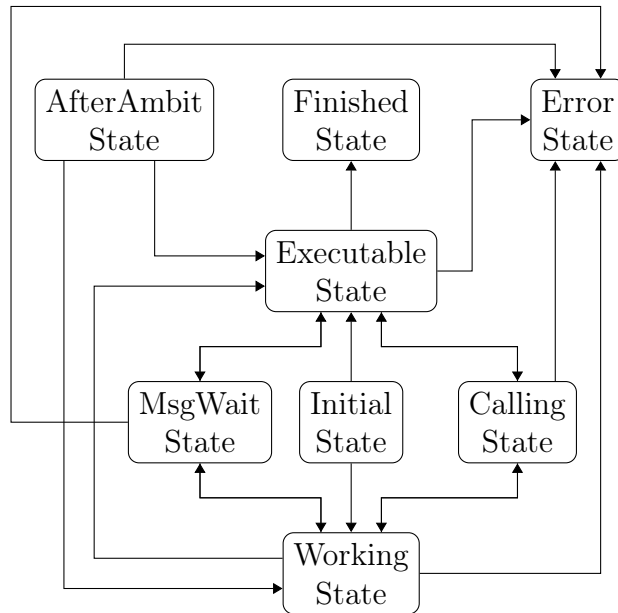 AfterAmbit
State
Finished
State
Error
State
Executable
State
MsgWait
State
Initial
State
Calling
State
Working
State